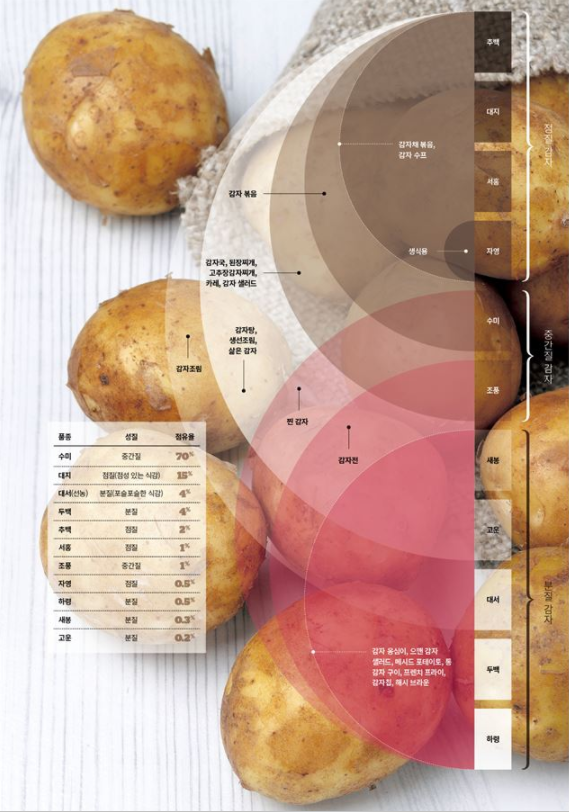 추백
대지
서홍
자영
수미
조풍
새봉
고운
대서
두백
하령
점질 감자
중간질 감자
분질 감자
감자채 볶음,
감자 수프
감자 볶음
생식용
감자국, 된장찌개,
고추장감자찌개,
카레, 감자 샐러드
감자탕,
생선조림,
삶은 감자
감자조림
찐 감자
감자전
감자 옹심이, 오븐 감자
샐러드, 매시드 포테이토, 통
감자 구이, 프렌치 프라이,
감자칩, 해시 브라운
품종 성질 점유율
수미 중간질 70%
대지 점질(점성 있는 식감) 15%
대서(선농) 분질(포슬포슬한 식감) 4%
두백 분질 4%
추백 점질 2%
서홍 점질 1%
조풍 중간질 1%
자영 점질 0.5%
하령 분질 0.5%
새봉 분질 0.3%
고운 분질 0.2%